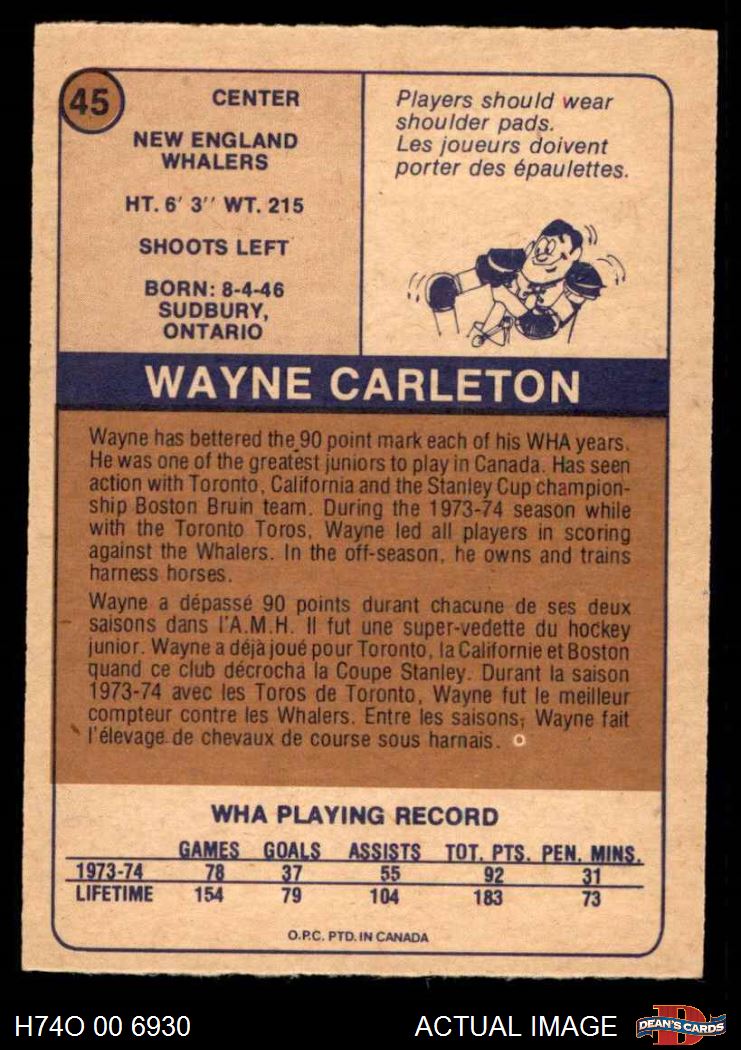 45
CENTER
NEW ENGLAND
WHALERS
HT. 6' 3'' WT. 215
SHOOTS LEFT
BORN: 8-4-46
SUDBURY,
ONTARIO
Players should wear
shoulder pads.
Les joueurs doivent
porter des épaulettes.
WAYNE CARLETON
Wayne has bettered the 90 point mark each of his WHA years.
He was one of the greatest juniors to play in Canada. Has seen
action with Toronto, California and the Stanley Cup champion-
ship Boston Bruin team. During the 1973-74 season while
with the Toronto Toros, Wayne led all players in scoring
against the Whalers. In the off-season, he owns and trains
harness horses.
Wayne a dépassé 90 points durant chacune de ses deux
saisons dans l'A.M.H. Il fut une super-vedette du hockey
junior. Wayne a déjà joué pour Toronto, la Californie et Boston
quand ce club décrocha la Coupe Stanley. Durant la saison
1973-74 avec les Toros de Toronto, Wayne fut le meilleur
compteur contre les Whalers. Entre les saisons, Wayne fait
l'élevage de chevaux de course sous harnais.
WHA PLAYING RECORD
GAMES GOALS ASSISTS TOT. PTS. PEN. MINS.
1973-74 78 37 55 92 31
LIFETIME 154 79 104 183 73
O.P.C. PTD. IN CANADA
H74O 00 6930 ACTUAL IMAGE D DEAN'S CARDS